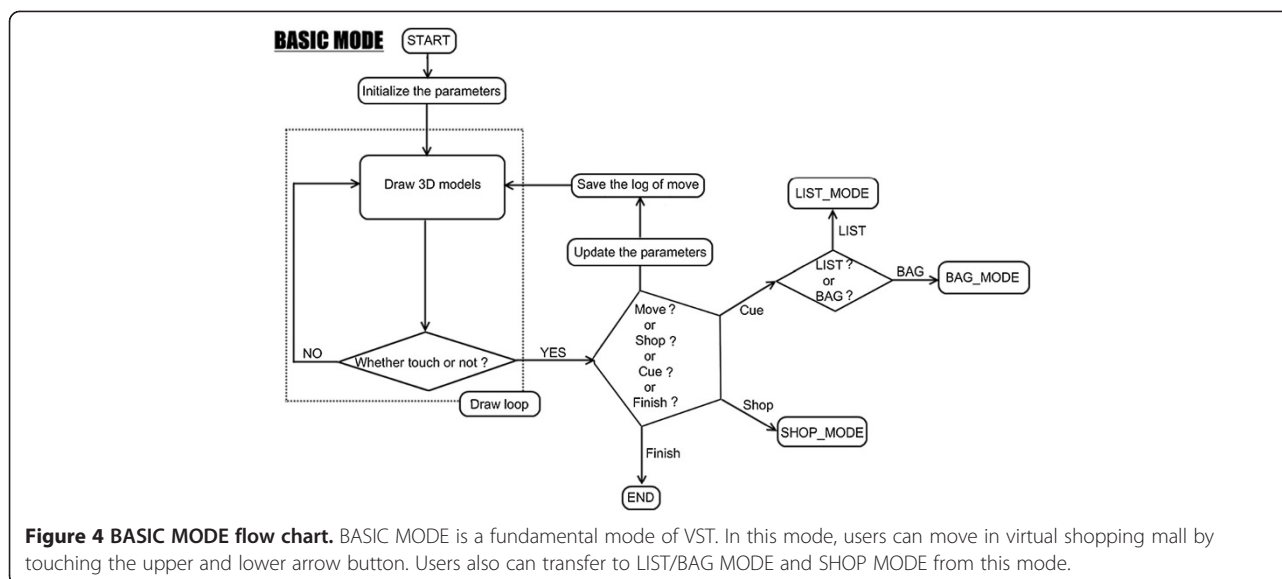 BASIC MODE
START
Initialize the parameters
Draw 3D models
Save the log of move
LIST_MODE
LIST
Update the parameters
LIST ?
or
BAG ?
BAG
BAG_MODE
Cue
Move ?
or
Shop ?
or
Cue ?
or
Finish ?
NO
Whether touch or not ?
YES
Draw loop
Shop
SHOP_MODE
Finish
END
Figure 4 BASIC MODE flow chart. BASIC MODE is a fundamental mode of VST. In this mode, users can move in virtual shopping mall by
touching the upper and lower arrow button. Users also can transfer to LIST/BAG MODE and SHOP MODE from this mode.